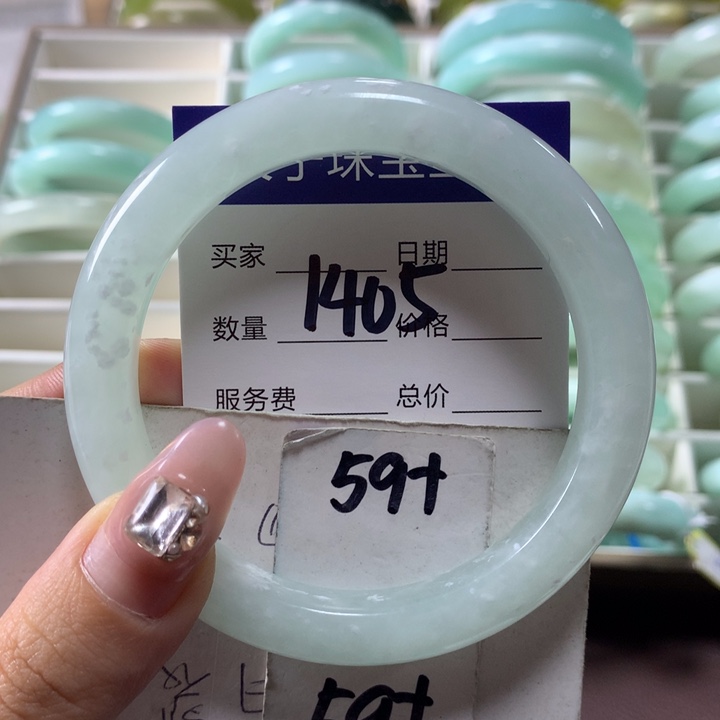 珠宝
买家 日期
1405
数量 价格
服务费 总价
59+
59+